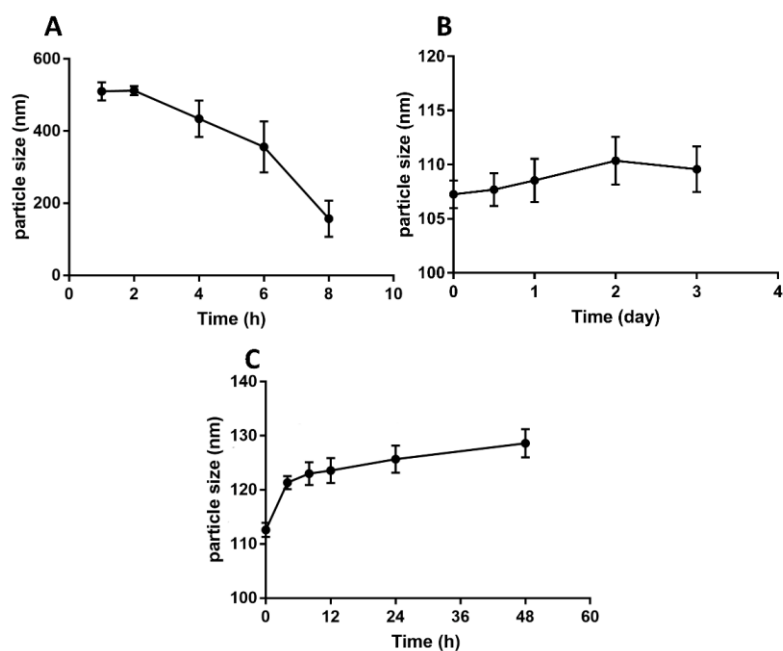 A
particle size (nm)
600
400
200
0
0 2 4 6 8 10
Time (h)
B
particle size (nm)
120
115
110
105
100
0 1 2 3 4
Time (day)
C
particle size (nm)
140
130
120
110
100
0 12 24 36 48 60
Time (h)